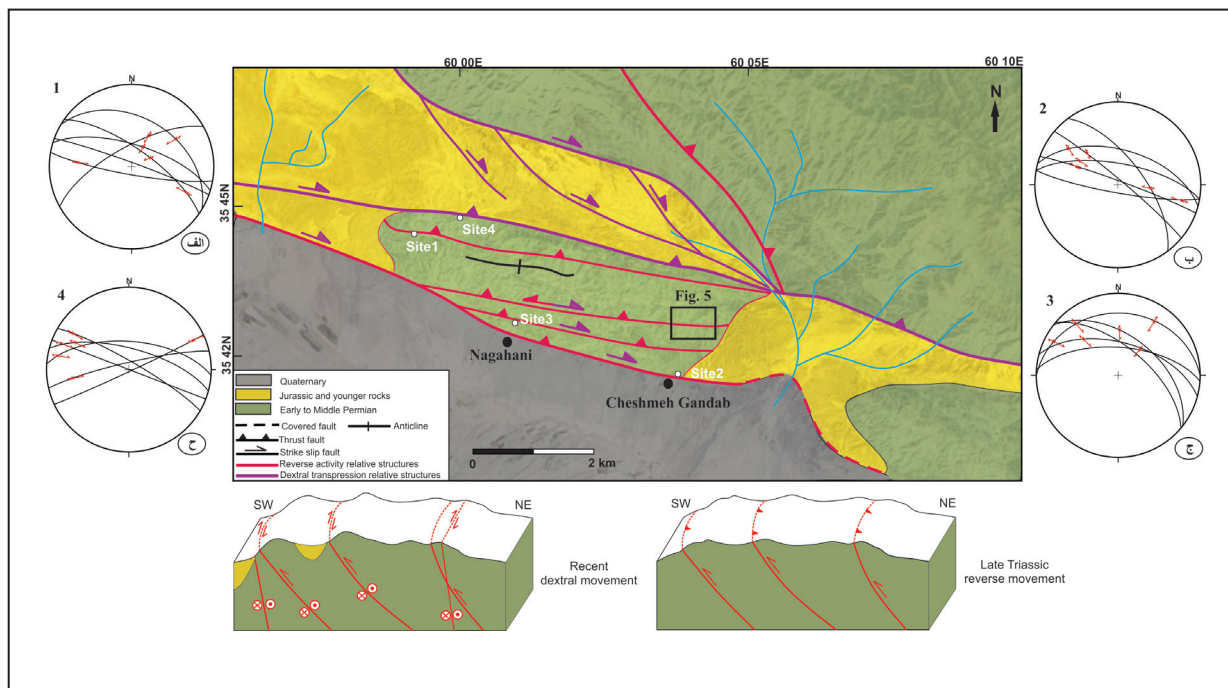 60 00E
60 05E
60 10E
1
N
الف
4
N
ح
35 45N
35 42N
N
Site4
Site1
Fig. 5
Site3
Nagahani
Site2
Cheshmeh Gandab
Quaternary
Jurassic and younger rocks
Early to Middle Permian
Covered fault
Anticline
Thrust fault
Strike slip fault
Reverse activity relative structures
Dextral transpression relative structures
0
2 km
2
N
ب
3
N
ج
SW
NE
Recent
dextral movement
SW
NE
Late Triassic
reverse movement